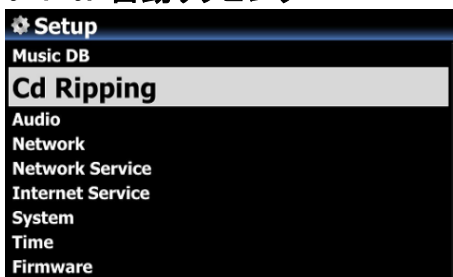 Setup
Music DB
Cd Ripping
Audio
Network
Network Service
Internet Service
System
Time
Firmware